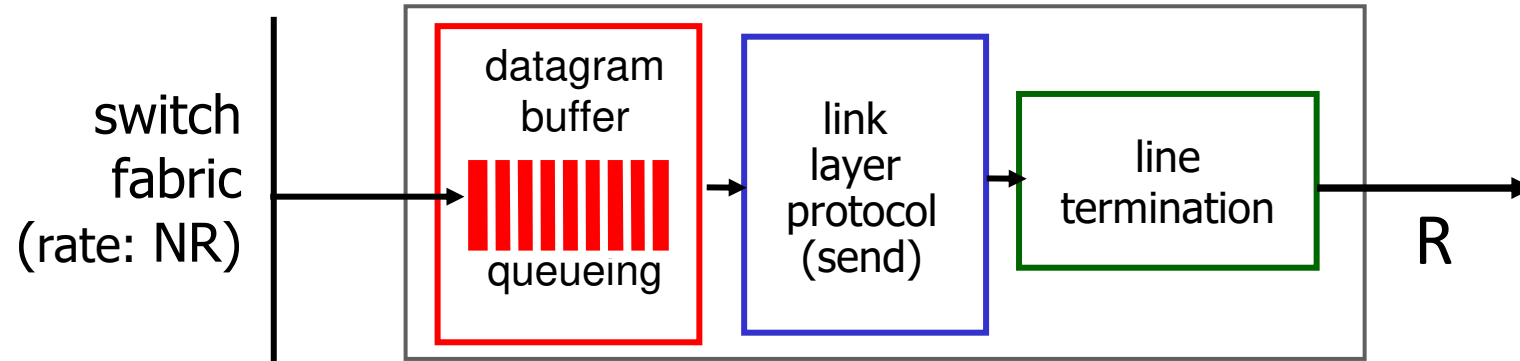 switch
fabric
(rate: NR)
datagram
buffer
queueing
link
layer
protocol
(send)
line
termination
R